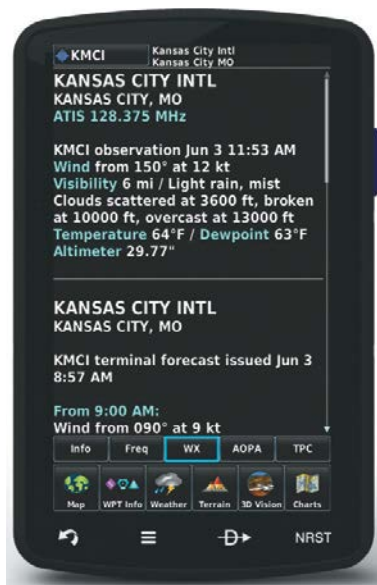 KMCI
Kansas City Intl
Kansas City MO
KANSAS CITY INTL
KANSAS CITY, MO
ATIS 128.375 MHz
KMCI observation Jun 3 11:53 AM
Wind from 150° at 12 kt
Visibility 6 mi / Light rain, mist
Clouds scattered at 3600 ft, broken
at 10000 ft, overcast at 13000 ft
Temperature 64°F / Dewpoint 63°F
Altimeter 29.77"
KANSAS CITY INTL
KANSAS CITY, MO
KMCI terminal forecast issued Jun 3
8:57 AM
From 9:00 AM:
Wind from 090° at 9 kt
Info Freq WX AOPA TPC
Map WPT Info Weather Terrain 3D Vision Charts
D NRST